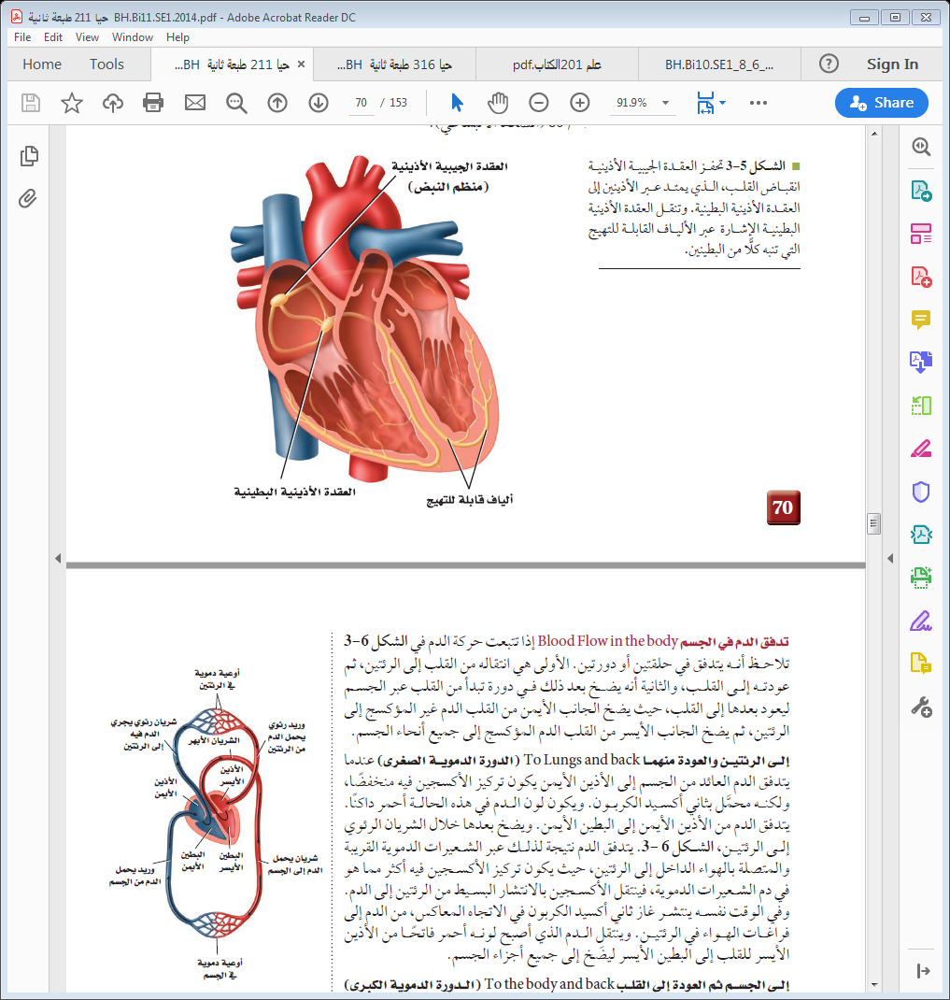 حيا 211 طبعة ثانية BH.Bi11.SE1.2014.pdf - Adobe Acrobat Reader DC
File Edit View Window Help
Home Tools
حيا 211 طبعة ثانية BH...
حيا 316 طبعة ثانية BH...
علم 201الكتاب.pdf
BH.Bi10.SE1_8_6_...
Sign In
70 / 153
91.9%
Share
العقدة الجيبية الأذينية
(منظم النبض)
■ الشكل 5-3 تحفز العقدة الجيبية الأذينية
انقباض القلب، الذي يمتد عبر الأذينين إلى
العقدة الأذينية البطينية. وتنقل العقدة الأذينية
البطينية الإشارة عبر الألياف القابلة للتهيج
التي تنبه كلًّا من البطينين.
العقدة الأذينية البطينية
ألياف قابلة للتهيج
70
تدفق الدم في الجسم Blood Flow in the body إذا تتبعت حركة الدم في الشكل 6-3
تلاحظ أنه يتدفق في حلقتين أو دورتين. الأولى هي انتقاله من القلب إلى الرئتين، ثم
عودته إلى القلب، والثانية أنه يضخ بعد ذلك في دورة تبدأ من القلب عبر الجسم
ليعود بعدها إلى القلب، حيث يضخ الجانب الأيمن من القلب الدم غير المؤكسج إلى
الرئتين، ثم يضخ الجانب الأيسر من القلب الدم المؤكسج إلى جميع أنحاء الجسم.
إلى الرئتين والعودة منهما To Lungs and back (الدورة الدموية الصغرى) عندما
يتدفق الدم العائد من الجسم إلى الأذين الأيمن يكون تركيز الأكسجين فيه منخفضًا،
ولكنه محمَّل بثاني أكسيد الكربون. ويكون لون الدم في هذه الحالة أحمر داكنًا.
يتدفق الدم من الأذين الأيمن إلى البطين الأيمن. ويضخ بعدها خلال الشريان الرئوي
إلى الرئتين، الشكل 6-3. يتدفق الدم نتيجة لذلك عبر الشعيرات الدموية القريبة
والمتصلة بالهواء الداخل إلى الرئتين، حيث يكون تركيز الأكسجين فيه أكثر مما هو
في دم الشعيرات الدموية، فينتقل الأكسجين بالانتشار البسيط من الرئتين إلى الدم.
وفي الوقت نفسه ينتشر غاز ثاني أكسيد الكربون في الاتجاه المعاكس، من الدم إلى
فراغات الهواء في الرئتين. وينتقل الدم الذي أصبح لونه أحمر فاتحًا من الأذين
الأيسر للقلب إلى البطين الأيسر ليضَخ إلى جميع أجزاء الجسم.
إلى الجسم ثم العودة إلى القلب To the body and back (الدورة الدموية الكبرى)
أوعية دموية
في الرئتين
وريد رئوي
يحمل الدم
من الرئتين
شريان رئوي يجري
الدم فيه
إلى الرئتين
الشريان الأبهر
الأذين
الأيسر
الأذين
الأيمن
البطين
الأيسر
البطين
الأيمن
شريان يحمل
الدم إلى الجسم
وريد يحمل
الدم من الجسم
أوعية دموية
في الجسم